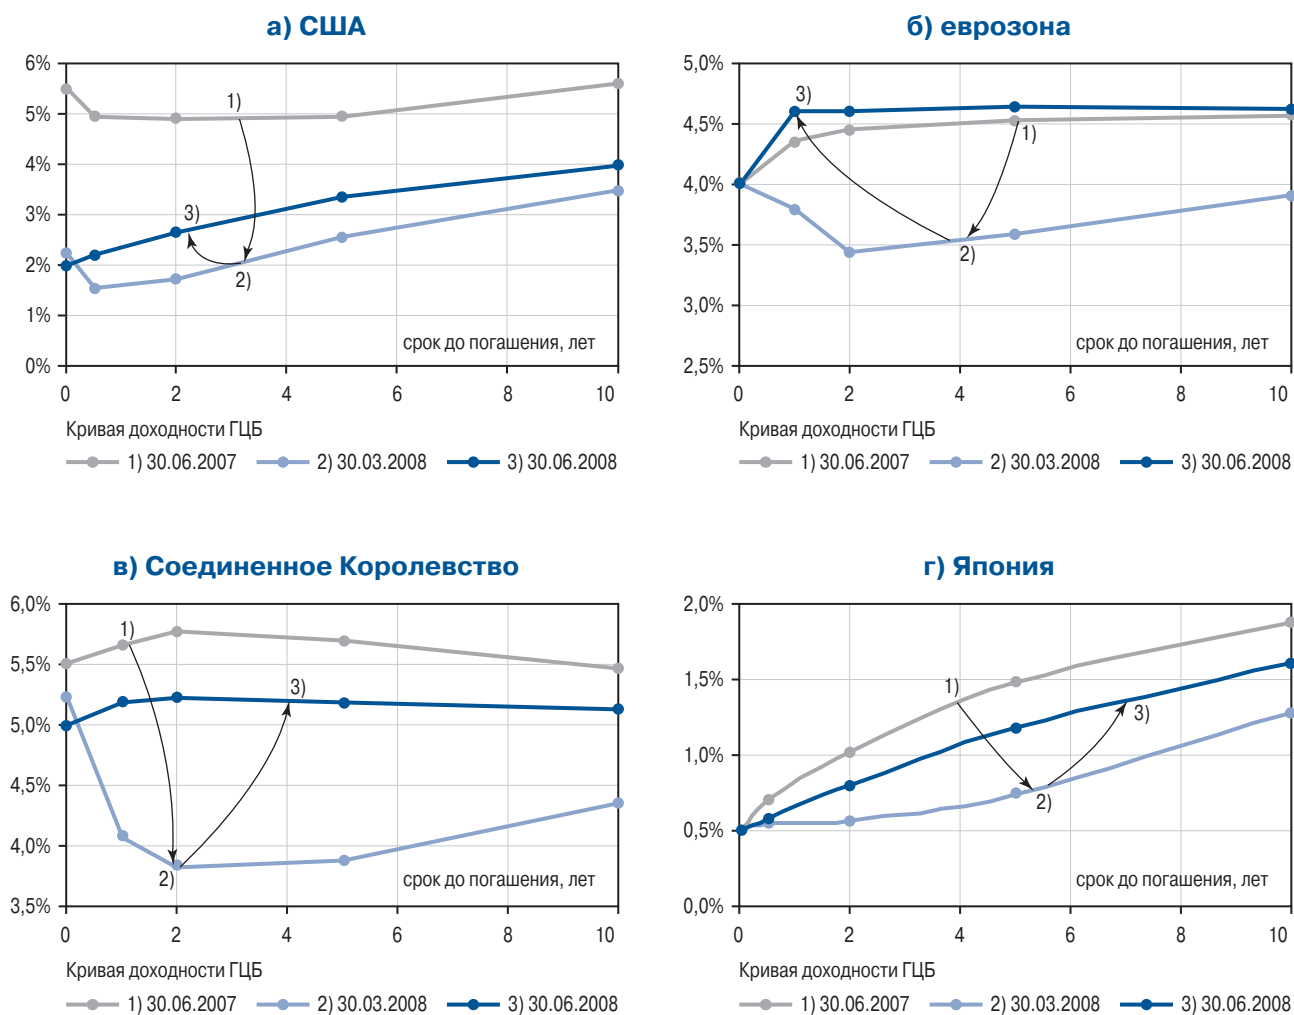 а) США
6%
5%
4%
3%
2%
1%
0%
1)
3)
2)
срок до погашения, лет
0 2 4 6 8 10
Кривая доходности ГЦБ
1) 30.06.2007 2) 30.03.2008 3) 30.06.2008
б) еврозона
5,0%
4,5%
4,0%
3,5%
3,0%
2,5%
3)
1)
2)
срок до погашения, лет
0 2 4 6 8 10
Кривая доходности ГЦБ
1) 30.06.2007 2) 30.03.2008 3) 30.06.2008
в) Соединенное Королевство
6,0%
5,5%
5,0%
4,5%
4,0%
3,5%
1)
3)
2)
срок до погашения, лет
0 2 4 6 8 10
Кривая доходности ГЦБ
1) 30.06.2007 2) 30.03.2008 3) 30.06.2008
г) Япония
2,0%
1,5%
1,0%
0,5%
0,0%
1)
3)
2)
срок до погашения, лет
0 2 4 6 8 10
Кривая доходности ГЦБ
1) 30.06.2007 2) 30.03.2008 3) 30.06.2008